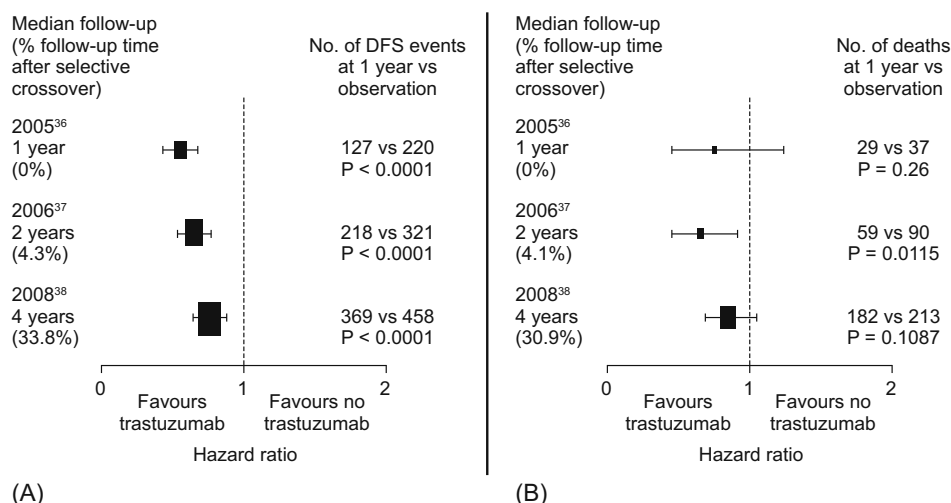 Median follow-up
(% follow-up time
after selective
crossover)
No. of DFS events
at 1 year vs
observation
2005³⁶
1 year
(0%)
127 vs 220
P < 0.0001
2006³⁷
2 years
(4.3%)
218 vs 321
P < 0.0001
2008³⁸
4 years
(33.8%)
369 vs 458
P < 0.0001
0 1 2
Favours
trastuzumab
Favours no
trastuzumab
Hazard ratio
(A)
Median follow-up
(% follow-up time
after selective
crossover)
No. of deaths
at 1 year vs
observation
2005³⁶
1 year
(0%)
29 vs 37
P = 0.26
2006³⁷
2 years
(4.1%)
59 vs 90
P = 0.0115
2008³⁸
4 years
(30.9%)
182 vs 213
P = 0.1087
0 1 2
Favours
trastuzumab
Favours no
trastuzumab
Hazard ratio
(B)